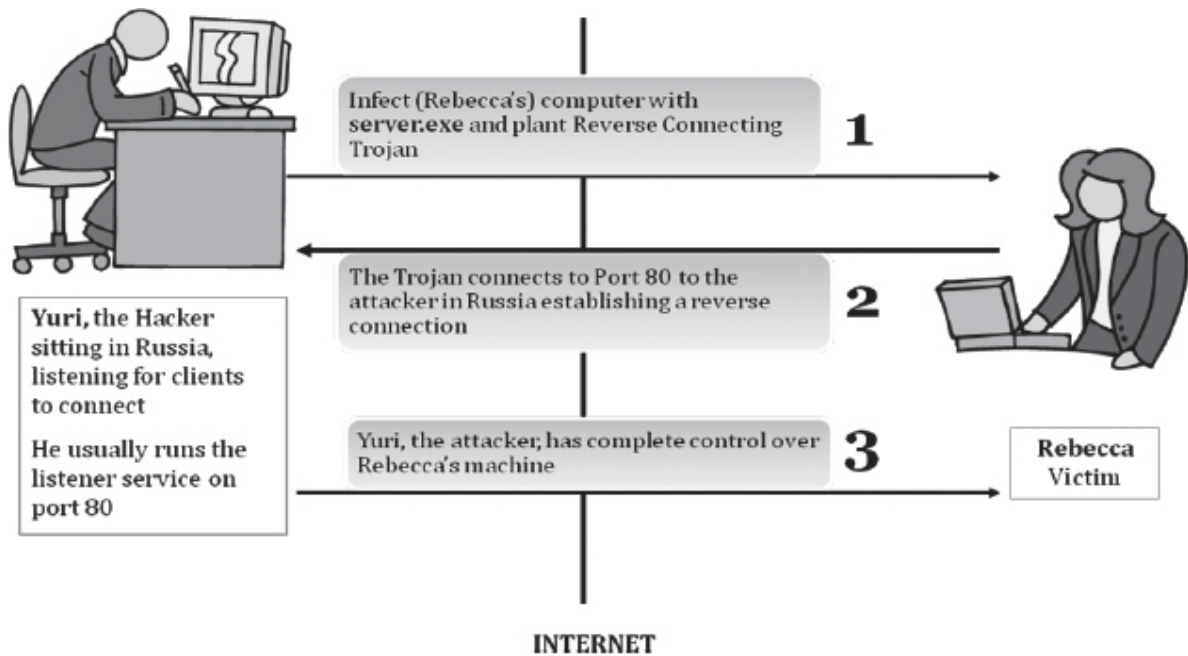 Infect (Rebecca's) computer with
server.exe and plant Reverse Connecting
Trojan
1
The Trojan connects to Port 80 to the
attacker in Russia establishing a reverse
connection
2
Yuri, the Hacker
sitting in Russia,
listening for clients
to connect
He usually runs the
listener service on
port 80
Yuri, the attacker, has complete control over
Rebecca's machine
3
Rebecca
Victim
INTERNET